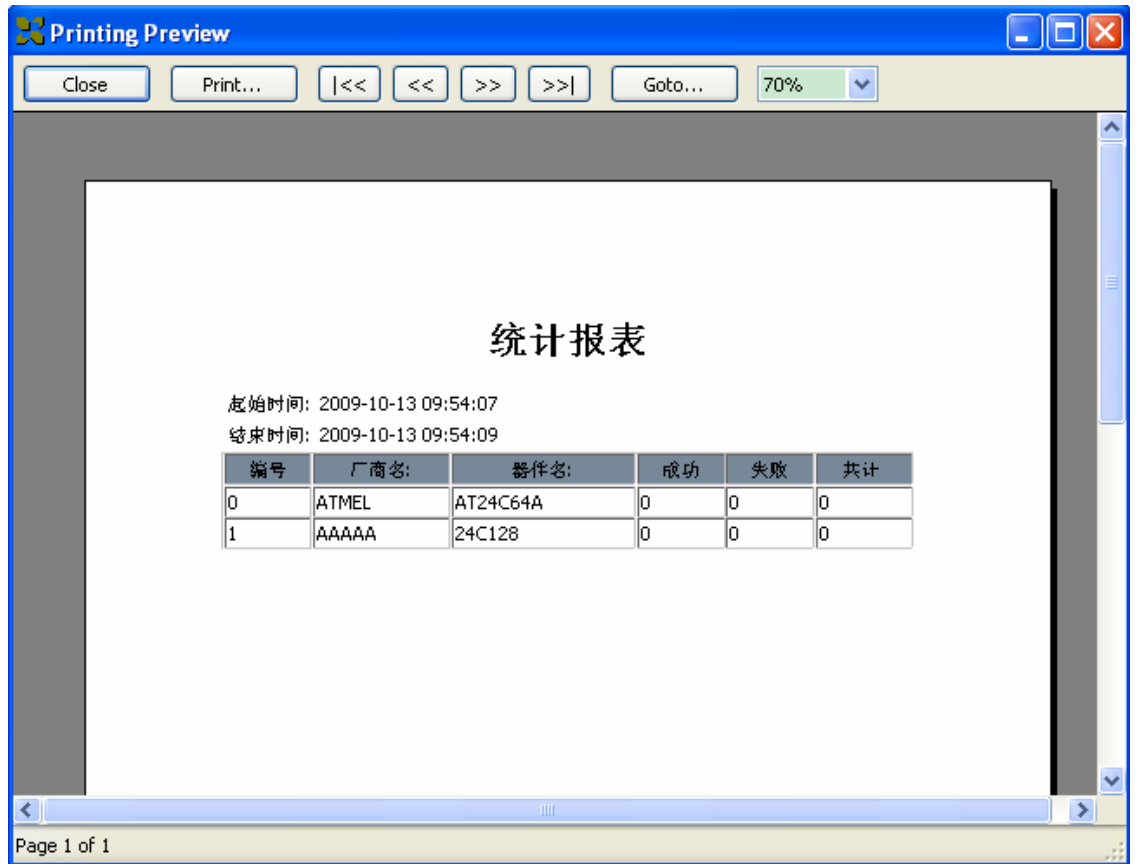 Printing Preview
Close Print... |<< << >> >>| Goto... 70%
统计报表
起始时间: 2009-10-13 09:54:07
结束时间: 2009-10-13 09:54:09
编号 厂商名: 器件名: 成功 失败 共计
0 ATMEL AT24C64A 0 0 0
1 AAAAA 24C128 0 0 0
Page 1 of 1